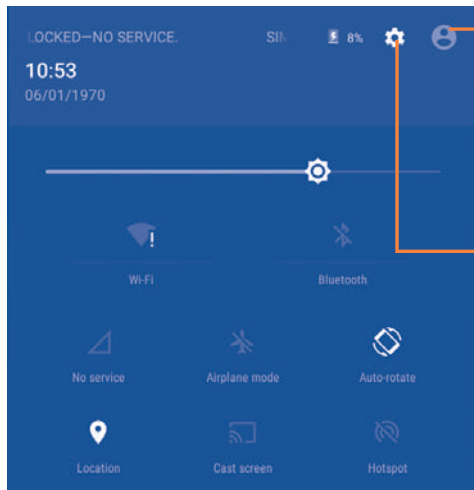 LOCKED—NO SERVICE. SIM 8%
10:53
06/01/1970
Wi-Fi Bluetooth
No service Airplane mode Auto-rotate
Location Cast screen Hotspot